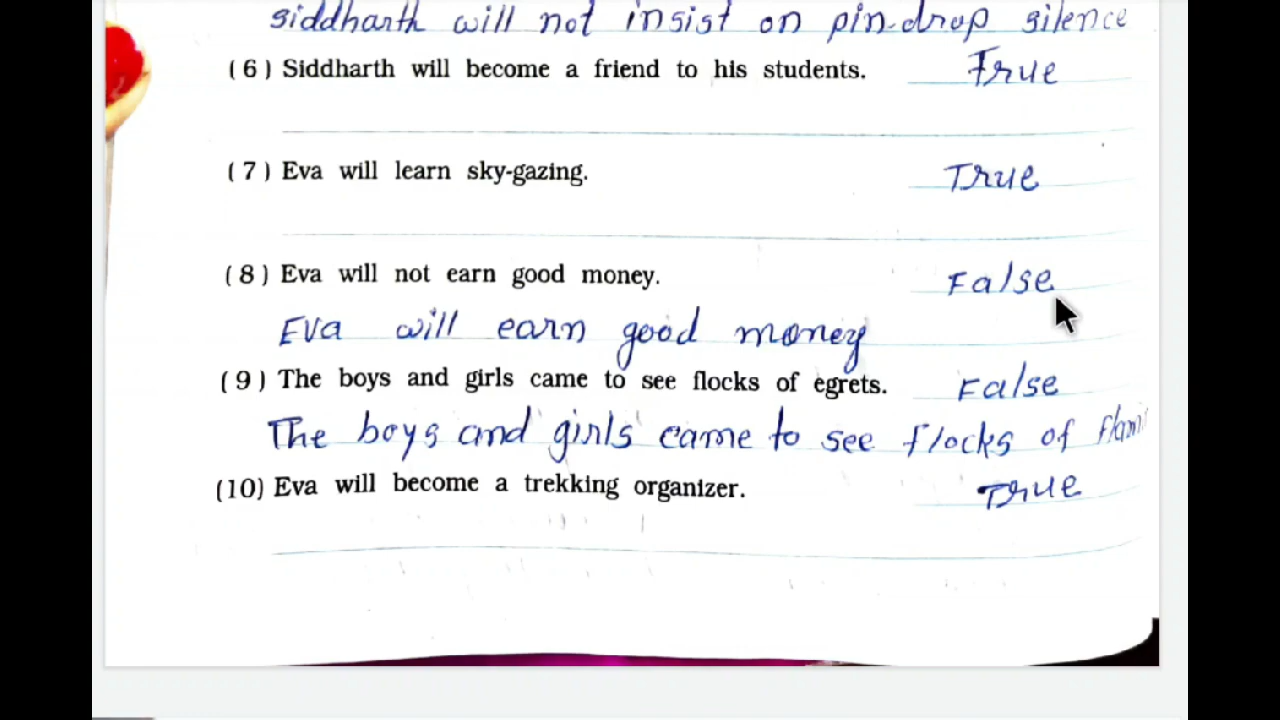 siddharth will not insist on pin-drop silence
(6) Siddharth will become a friend to his students. True
(7) Eva will learn sky-gazing. True
(8) Eva will not earn good money. False
Eva will earn good money
(9) The boys and girls came to see flocks of egrets. False
The boys and girls came to see flocks of
(10) Eva will become a trekking organizer. True